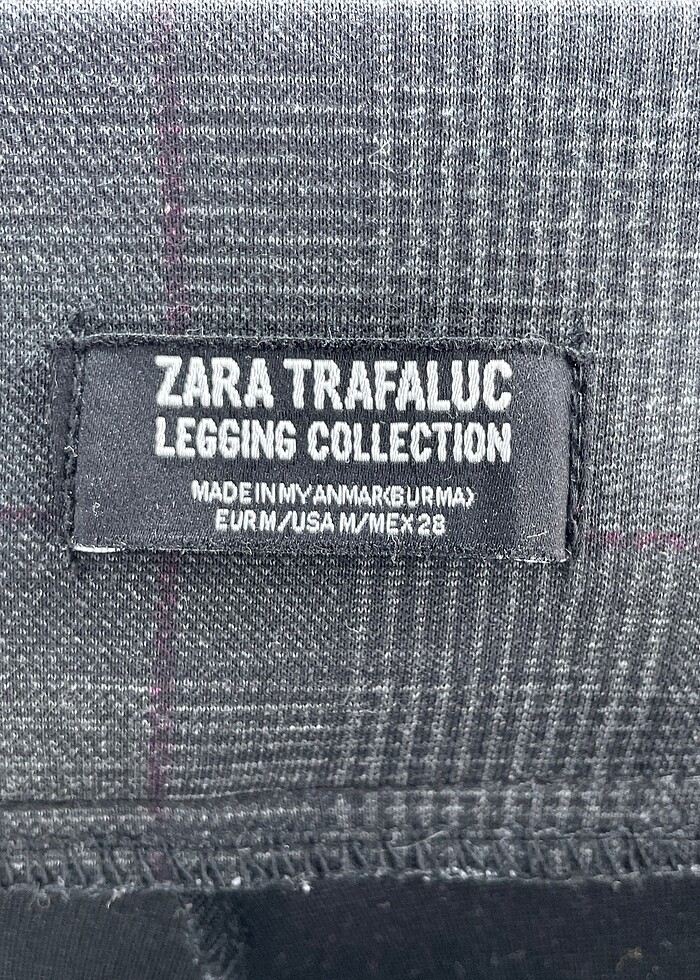 ZARA TRAFALUC
LEGGING COLLECTION
MADE IN MYANMAR(BURMA)
EUR M/USA M/MEX 28